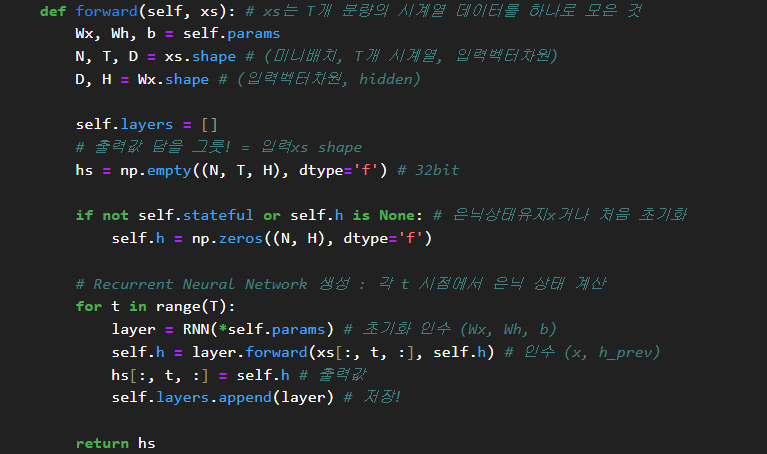 def forward(self, xs): # xs는 T개 분량의 시계열 데이터를 하나로 모은 것
Wx, Wh, b = self.params
N, T, D = xs.shape # (미니배치, T개 시계열, 입력벡터차원)
D, H = Wx.shape # (입력벡터차원, hidden)
self.layers = []
# 출력값 담을 그릇! = 입력xs shape
hs = np.empty((N, T, H), dtype='f') # 32bit
if not self.stateful or self.h is None: # 은닉상태유지x거나 처음 초기화
self.h = np.zeros((N, H), dtype='f')
# Recurrent Neural Network 생성 : 각 t 시점에서 은닉 상태 계산
for t in range(T):
layer = RNN(*self.params) # 초기화 인수 (Wx, Wh, b)
self.h = layer.forward(xs[:, t, :], self.h) # 인수 (x, h_prev)
hs[:, t, :] = self.h # 출력값
self.layers.append(layer) # 저장!
return hs